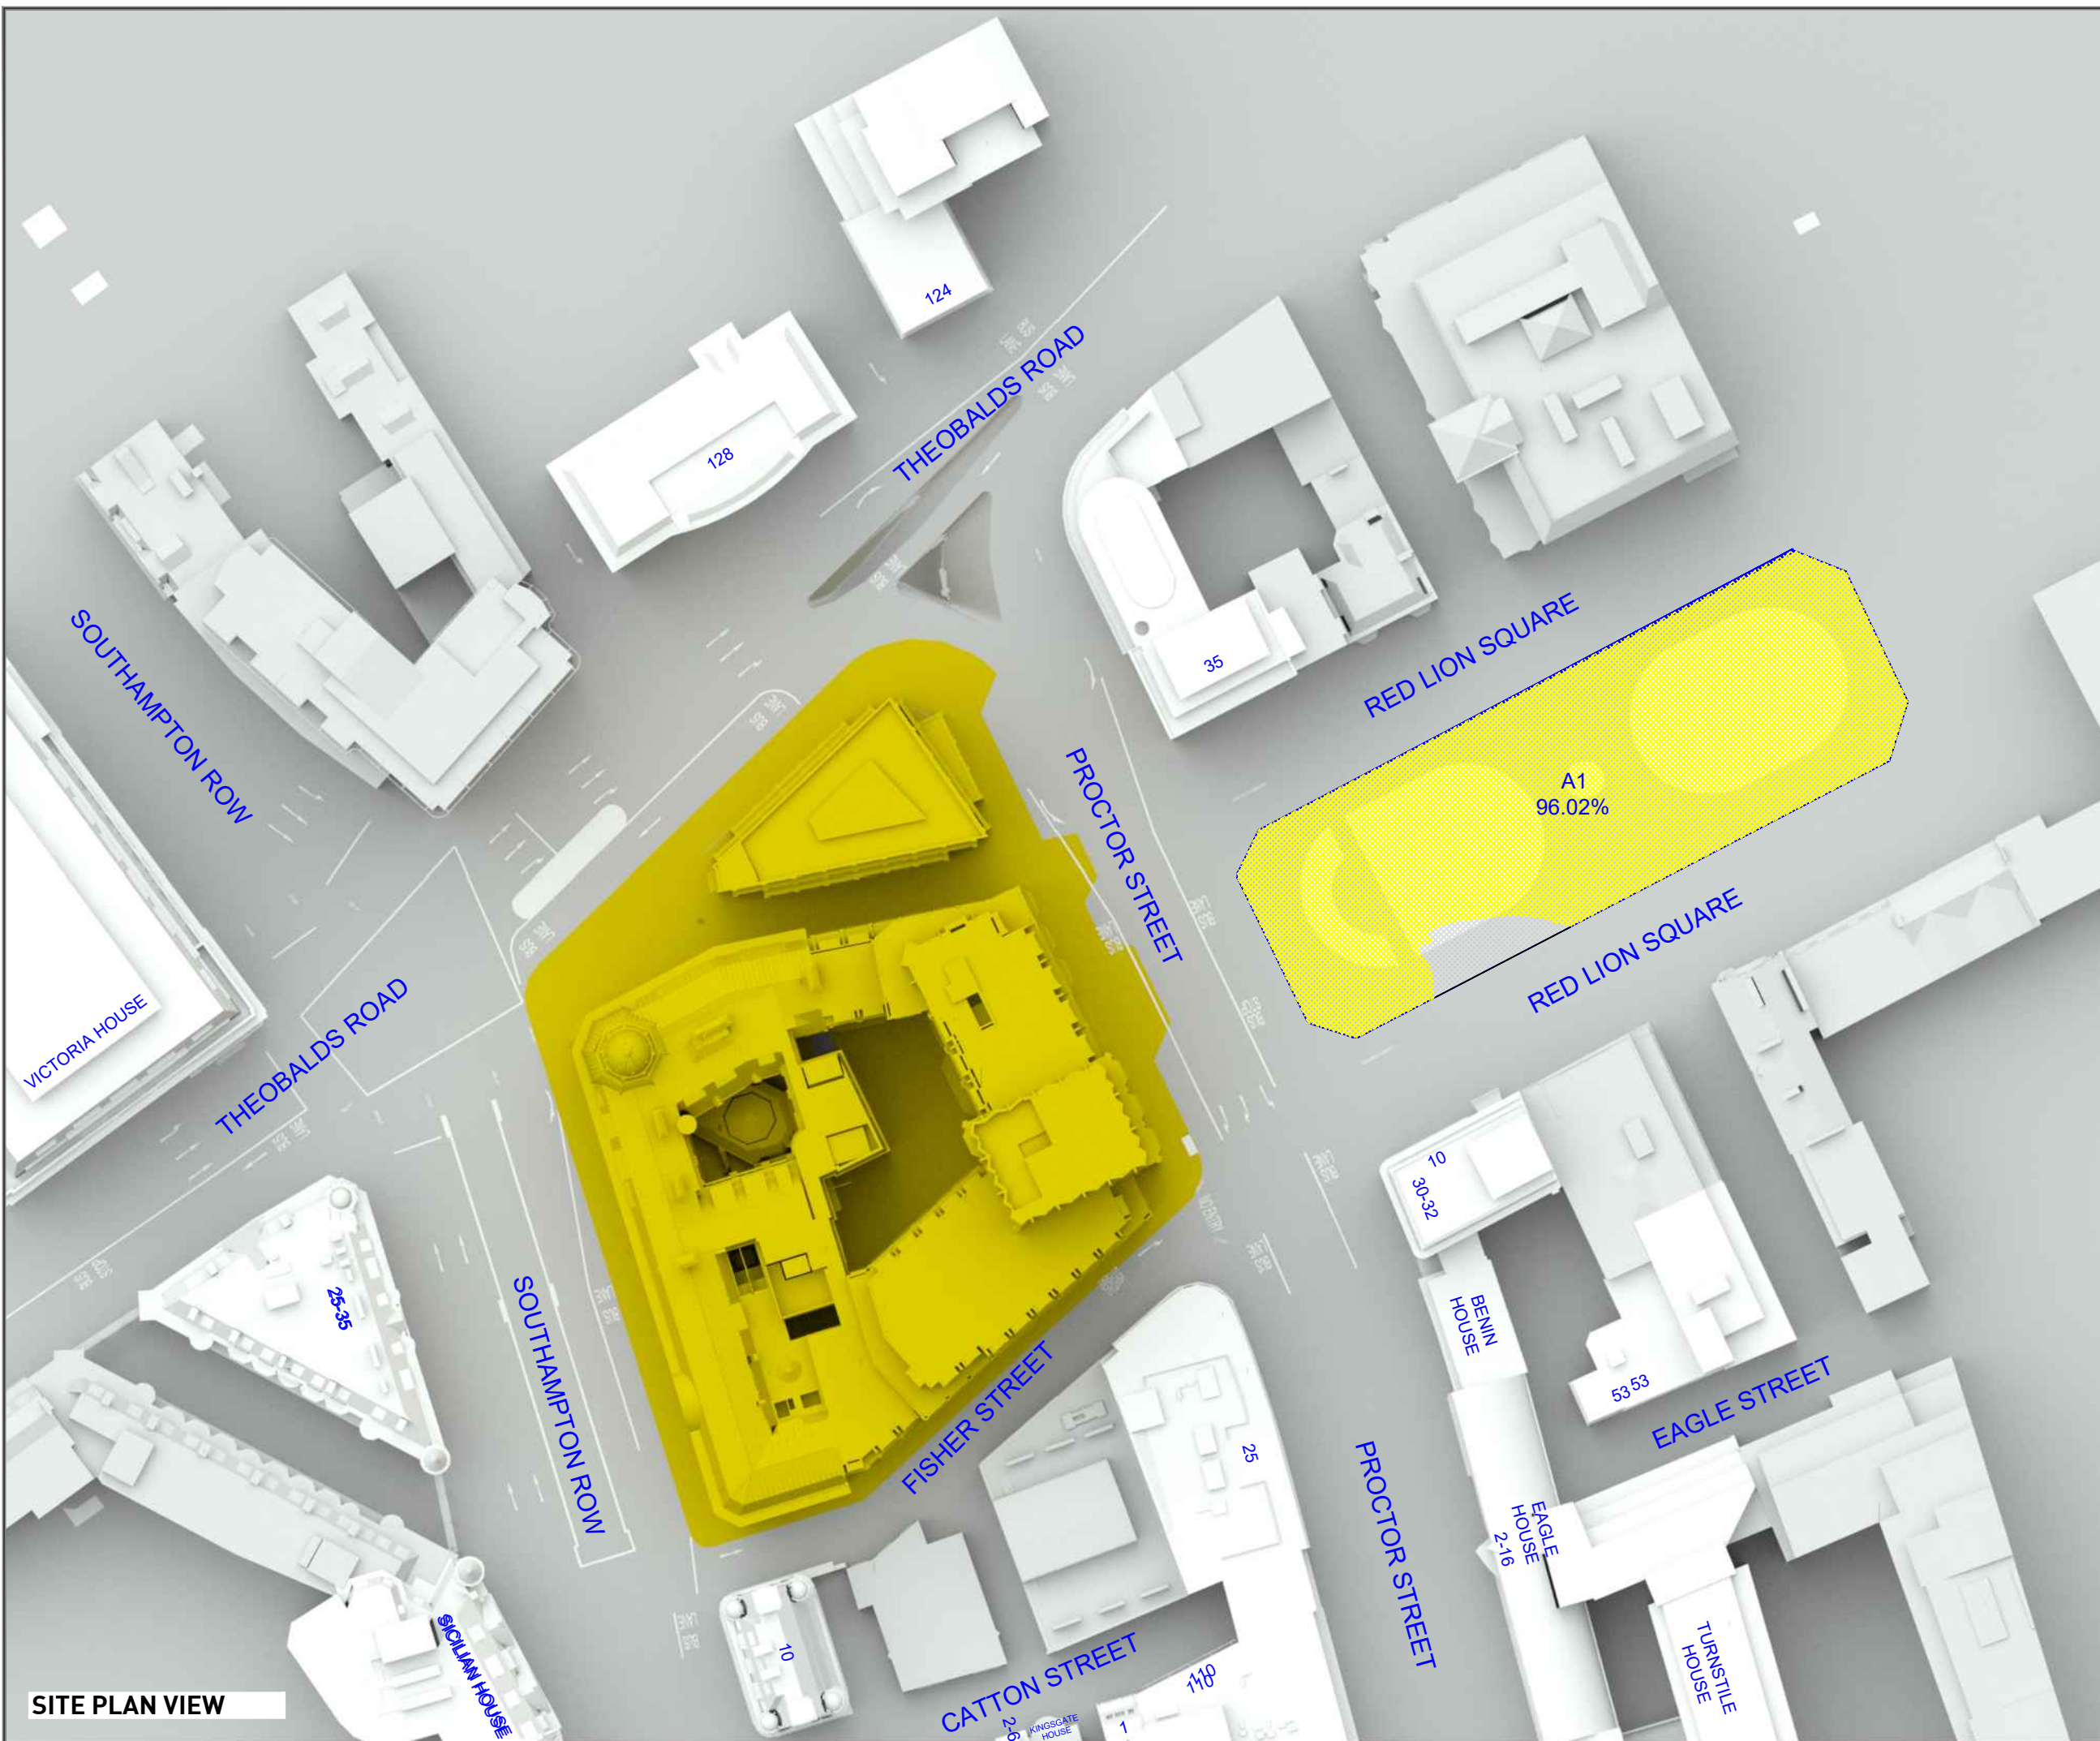 124
THEOBALDS ROAD
128
35
RED LION SQUARE
SOUTHAMPTON ROW
PROCTOR STREET
A1
96.02%
RED LION SQUARE
VICTORIA HOUSE
THEOBALDS ROAD
10
30-32
25-35
SOUTHAMPTON ROW
BENIN
HOUSE
FISHER STREET
53 53
EAGLE STREET
25
PROCTOR STREET
EAGLE
HOUSE
2-16
SICILIAN HOUSE
10
CATTON STREET
110
TURNSTILE
HOUSE
2-6
KINGSGATE
HOUSE
1
SITE PLAN VIEW